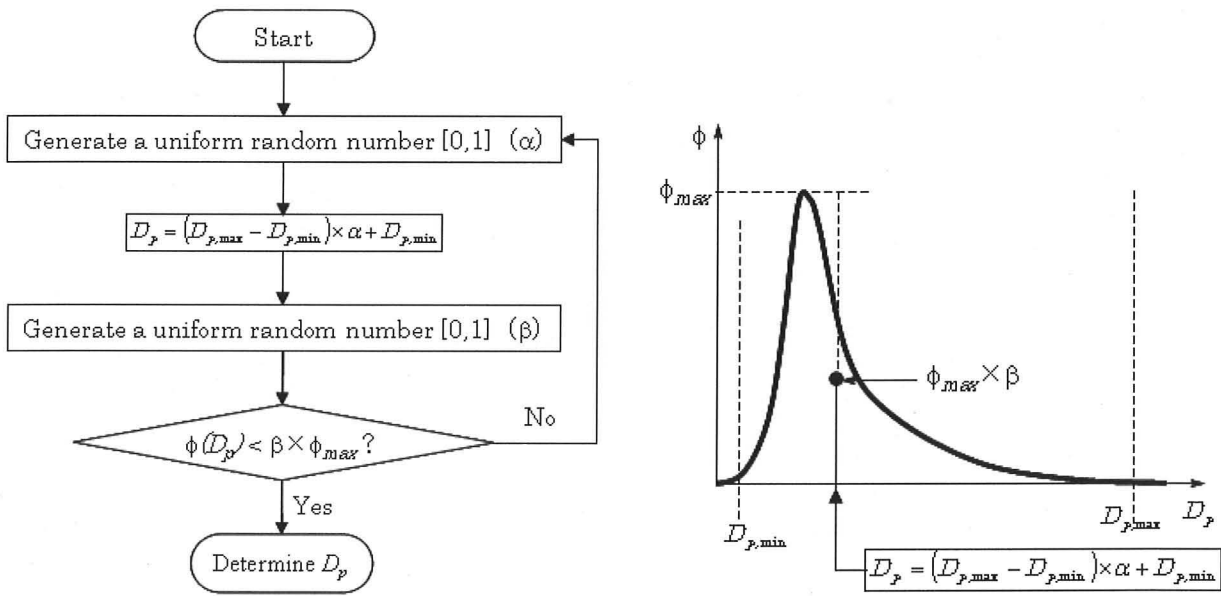 Start
Generate a uniform random number [0,1] (α)
D_p = (D_p,max − D_p,min) × α + D_p,min
Generate a uniform random number [0,1] (β)
ϕ(D_p) < β × ϕ_max?
No
Yes
Determine D_p
ϕ
ϕ_max
ϕ_max × β
D_p,min
D_p,max
D_p
D_p = (D_p,max − D_p,min) × α + D_p,min